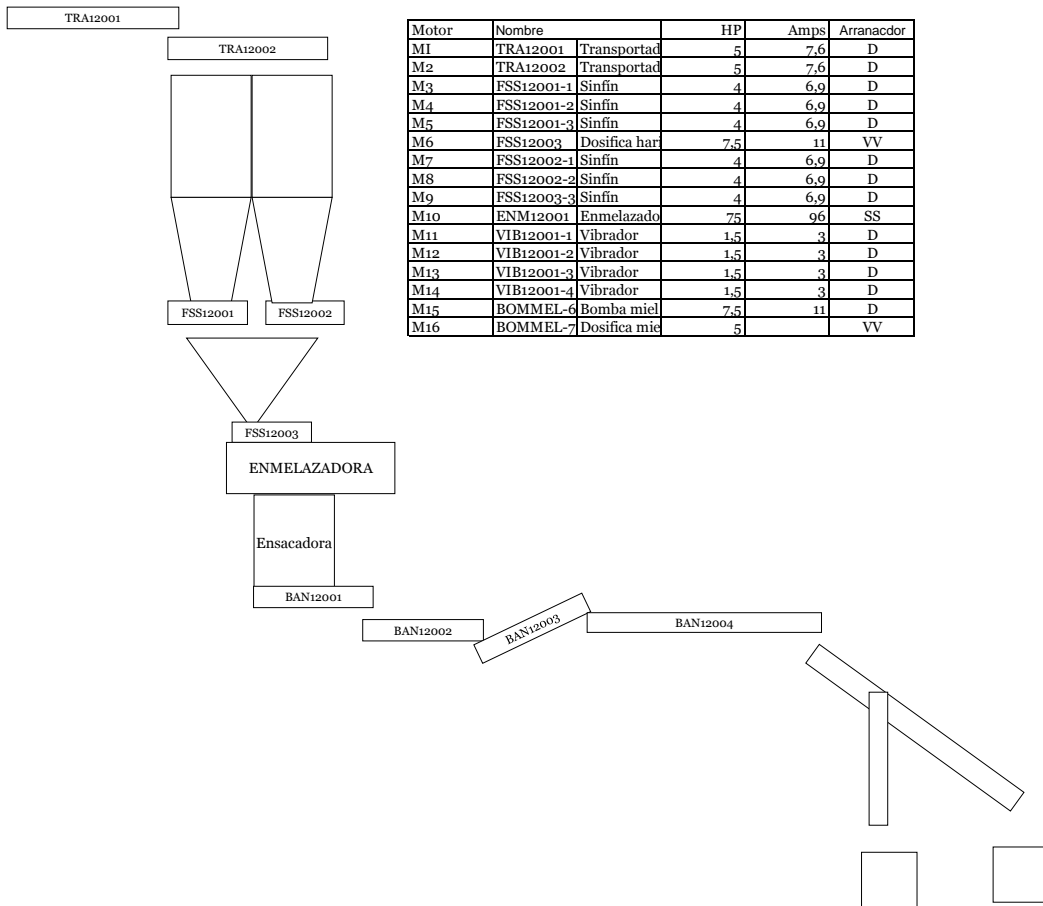 TRA12001
TRA12002
Motor Nombre HP Amps Arranacdor
MI TRA12001 Transportad 5 7,6 D
M2 TRA12002 Transportad 5 7,6 D
M3 FSS12001-1 Sinfín 4 6,9 D
M4 FSS12001-2 Sinfín 4 6,9 D
M5 FSS12001-3 Sinfín 4 6,9 D
M6 FSS12003 Dosifica hari 7,5 11 VV
M7 FSS12002-1 Sinfín 4 6,9 D
M8 FSS12002-2 Sinfín 4 6,9 D
M9 FSS12003-3 Sinfín 4 6,9 D
M10 ENM12001 Enmelazado 75 96 SS
M11 VIB12001-1 Vibrador 1,5 3 D
M12 VIB12001-2 Vibrador 1,5 3 D
M13 VIB12001-3 Vibrador 1,5 3 D
M14 VIB12001-4 Vibrador 1,5 3 D
M15 BOMMEL-6 Bomba miel 7,5 11 D
M16 BOMMEL-7 Dosifica mie 5 VV
FSS12001 FSS12002
FSS12003
ENMELAZADORA
Ensacadora
BAN12001
BAN12002
BAN12003
BAN12004